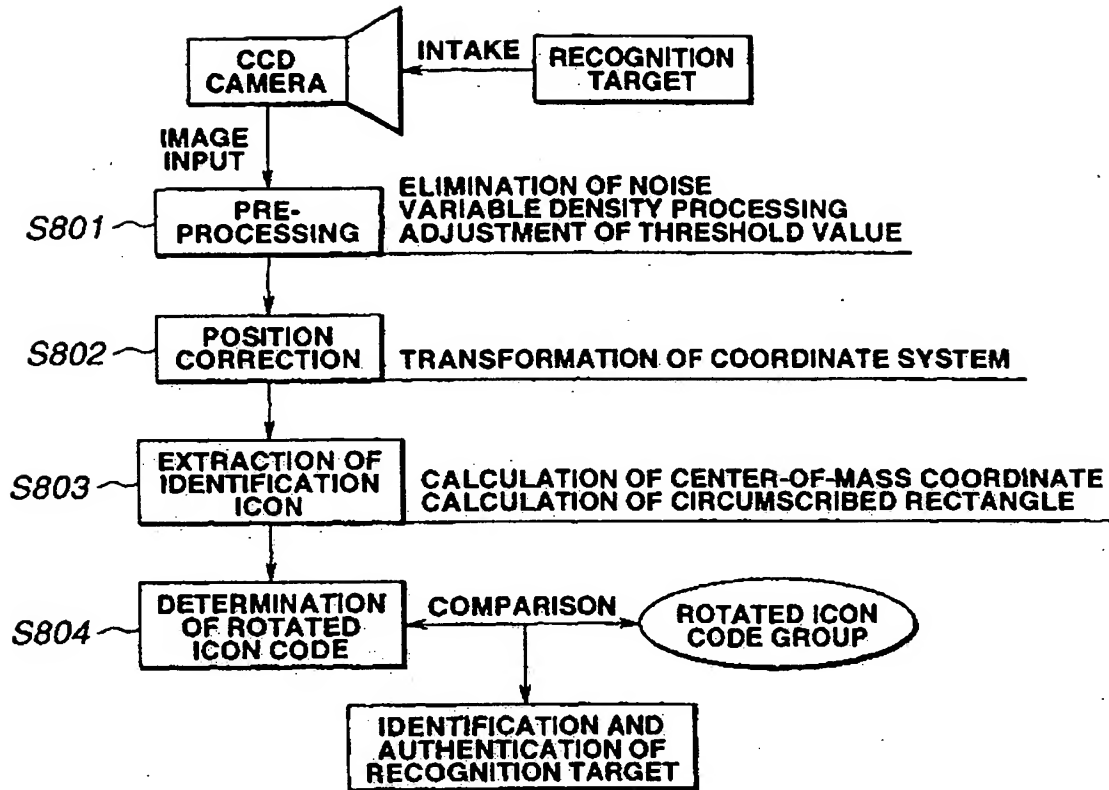 CCD
CAMERA
INTAKE
RECOGNITION
TARGET
IMAGE
INPUT
S801
PRE-
PROCESSING
ELIMINATION OF NOISE
VARIABLE DENSITY PROCESSING
ADJUSTMENT OF THRESHOLD VALUE
S802
POSITION
CORRECTION
TRANSFORMATION OF COORDINATE SYSTEM
S803
EXTRACTION OF
IDENTIFICATION
ICON
CALCULATION OF CENTER-OF-MASS COORDINATE
CALCULATION OF CIRCUMSCRIBED RECTANGLE
S804
DETERMINATION
OF ROTATED
ICON CODE
COMPARISON
ROTATED ICON
CODE GROUP
IDENTIFICATION AND
AUTHENTICATION OF
RECOGNITION TARGET